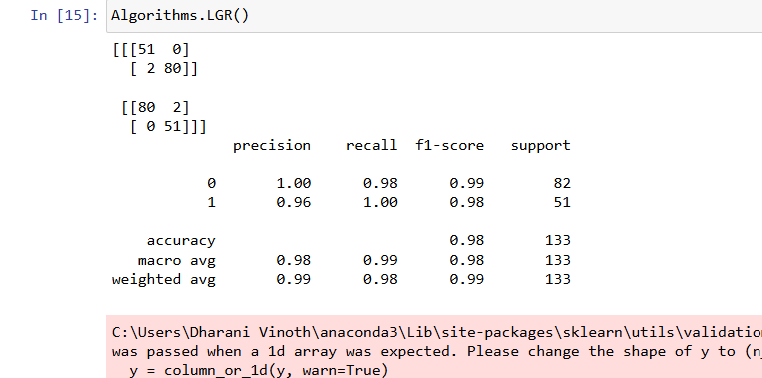 In [15]: Algorithms.LGR()
[[[51 0]
[ 2 80]]
[[80 2]
[ 0 51]]]
precision recall f1-score support
0 1.00 0.98 0.99 82
1 0.96 1.00 0.98 51
accuracy 0.98 133
macro avg 0.98 0.99 0.98 133
weighted avg 0.99 0.98 0.99 133
C:\Users\Dharani Vinoth\anaconda3\Lib\site-packages\sklearn\utils\validatio
was passed when a 1d array was expected. Please change the shape of y to (n_
y = column_or_1d(y, warn=True)